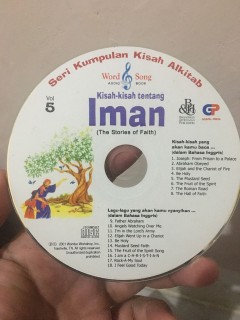 Seri Kumpulan Kisah Alkitab
Word & Song
AUDIO BOOK
Vol
5
Kisah-kisah tentang
Iman
(The Stories of Faith)
B&H
GP
Kisah-kisah yang
akan kamu baca ...
(dalam Bahasa Inggris)
1. Joseph: From Prison to a Palace
2. Abraham Obeyed
3. Elijah and the Chariot of Fire
4. Be Holy
5. The Mustard Seed
6. The Fruit of the Spirit
7. The Roman Road
8. The Hall of Faith
Lagu-lagu yang akan kamu nyanyikan ...
(dalam Bahasa Inggris)
9. Father Abraham
10. Angels Watching Over Me
11. I'm in the Lord's Army
12. Elijah Went Up in a Chariot
13. Be Holy
14. Mustard Seed Faith
15. The Fruit of the Spirit Song
16. I am a C-H-R-I-S-T-I-A-N
17. Rock-A-My Soul
18. I Feel Good Today
COMPACT
disc